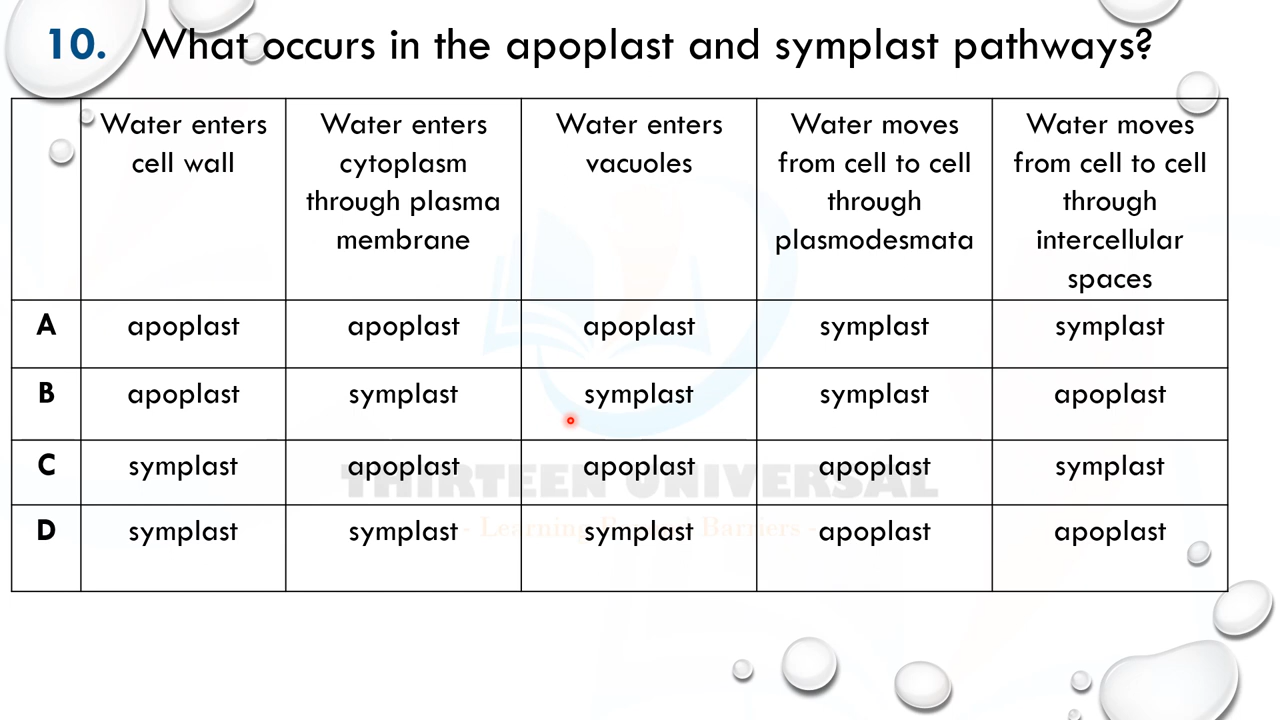 10. What occurs in the apoplast and symplast pathways?
Water enters
cell wall
Water enters
cytoplasm
through plasma
membrane
Water enters
vacuoles
Water moves
from cell to cell
through
plasmodesmata
Water moves
from cell to cell
through
intercellular
spaces
A apoplast apoplast apoplast symplast symplast
B apoplast symplast symplast symplast apoplast
C symplast apoplast apoplast apoplast symplast
THIRTEEN UNIVERSAL
D symplast symplast symplast apoplast apoplast
- Learning Beyond Barriers -